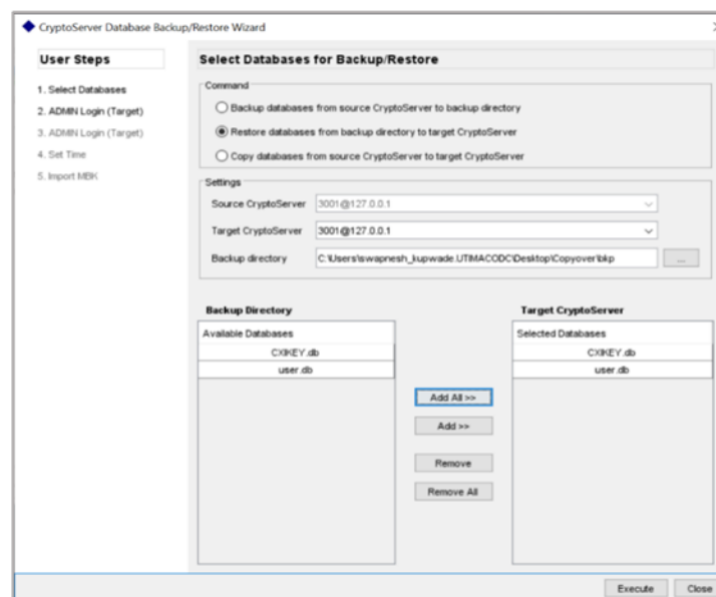 CryptoServer Database Backup/Restore Wizard
User Steps
1. Select Databases
2. ADMIN Login (Target)
3. ADMIN Login (Target)
4. Set Time
5. Import MBK
Select Databases for Backup/Restore
Command
Backup databases from source CryptoServer to backup directory
Restore databases from backup directory to target CryptoServer
Copy databases from source CryptoServer to target CryptoServer
Settings
Source CryptoServer 3001@127.0.0.1
Target CryptoServer 3001@127.0.0.1
Backup directory C:\Users\swapnesh_kupwade.UTIMACODC\Desktop\Copyover\bkp ...
Backup Directory
Available Databases
CXIKEY.db
user.db
Add All >>
Add >>
Remove
Remove All
Target CryptoServer
Selected Databases
CXIKEY.db
user.db
Execute Close